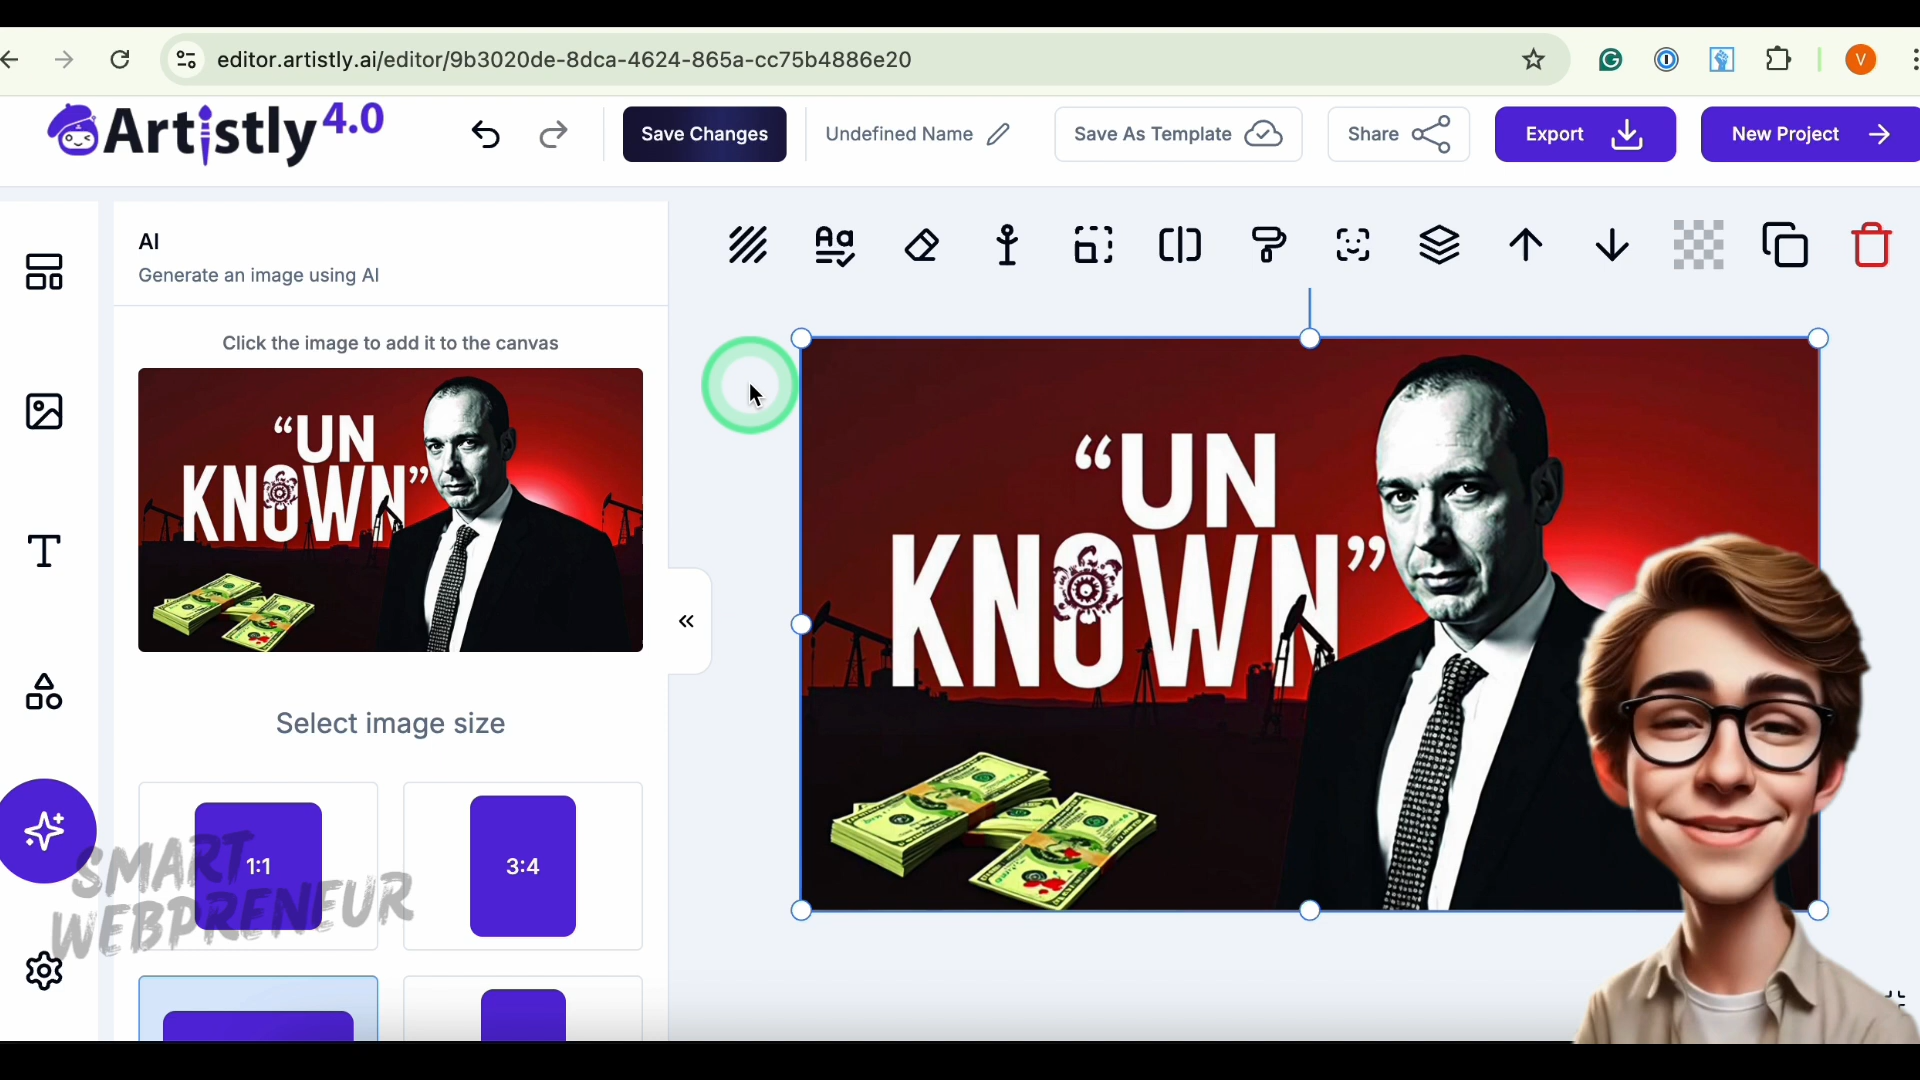 editor.artistly.ai/editor/9b3020de-8dca-4624-865a-cc75b4886e20
V
Artistly 4.0
Save Changes
Undefined Name
Save As Template
Share
Export
New Project
AI
Generate an image using AI
Click the image to add it to the canvas
“UN
KNOWN”
“UN
KNOWN”
Select image size
1:1
3:4
SMART
WEBPRENEUR